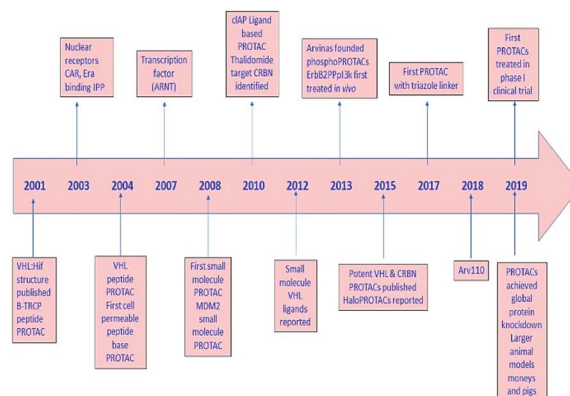 Nuclear
receptors
CAR, Era
binding IPP
Transcription
factor
(ARNT)
cIAP Ligand
based
PROTAC
Thalidomide
target CRBN
identified
Arvinas founded
phosphoPROTACs
ErbB2PPpI3k first
treated in vivo
First PROTAC
with triazole linker
First
PROTACs
treated in
phase I
clinical trial
2001 2003 2004 2007 2008 2010 2012 2013 2015 2017 2018 2019
VHL:Hif
structure
published
B-TRCP
peptide
PROTAC
VHL
peptide
PROTAC
First cell
permeable
peptide
base
PROTAC
First small
molecule
PROTAC
MDM2
small
molecule
PROTAC
Small
molecule
VHL
ligands
reported
Potent VHL & CRBN
PROTACs published
HaloPROTACs reported
Arv110
PROTACs
achieved
global
protein
knockdown
Larger
animal
models
moneys
and pigs